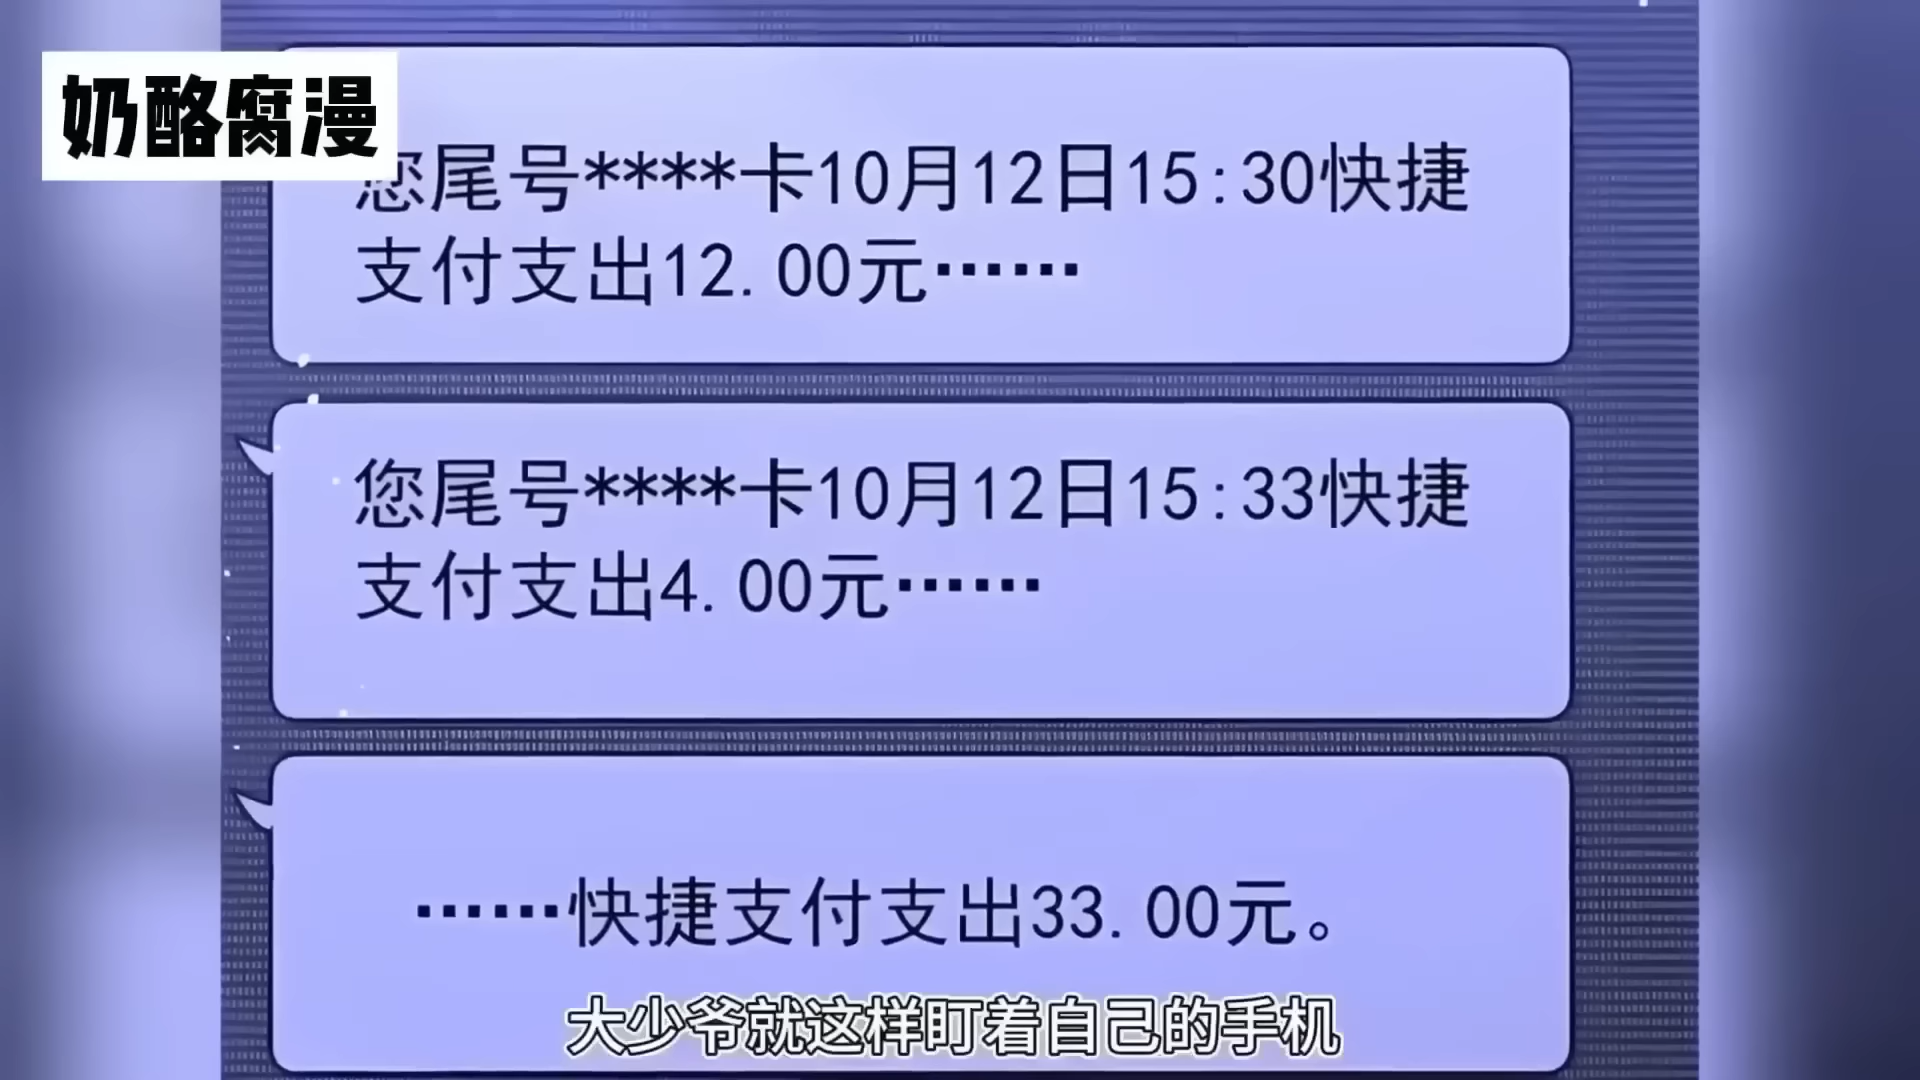 奶酪腐漫
您尾号****卡10月12日15:30快捷
支付支出12.00元……
您尾号****卡10月12日15:33快捷
支付支出4.00元……
……快捷支付支出33.00元。
大少爷就这样盯着自己的手机